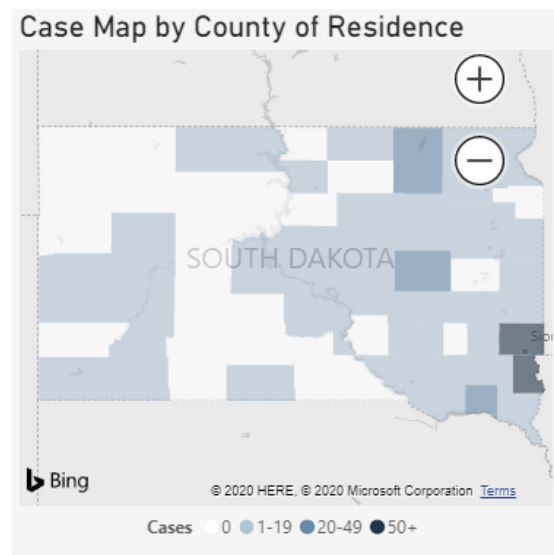 Case Map by County of Residence
SOUTH DAKOTA
Bing
© 2020 HERE, © 2020 Microsoft Corporation Terms
Cases 0 1-19 20-49 50+